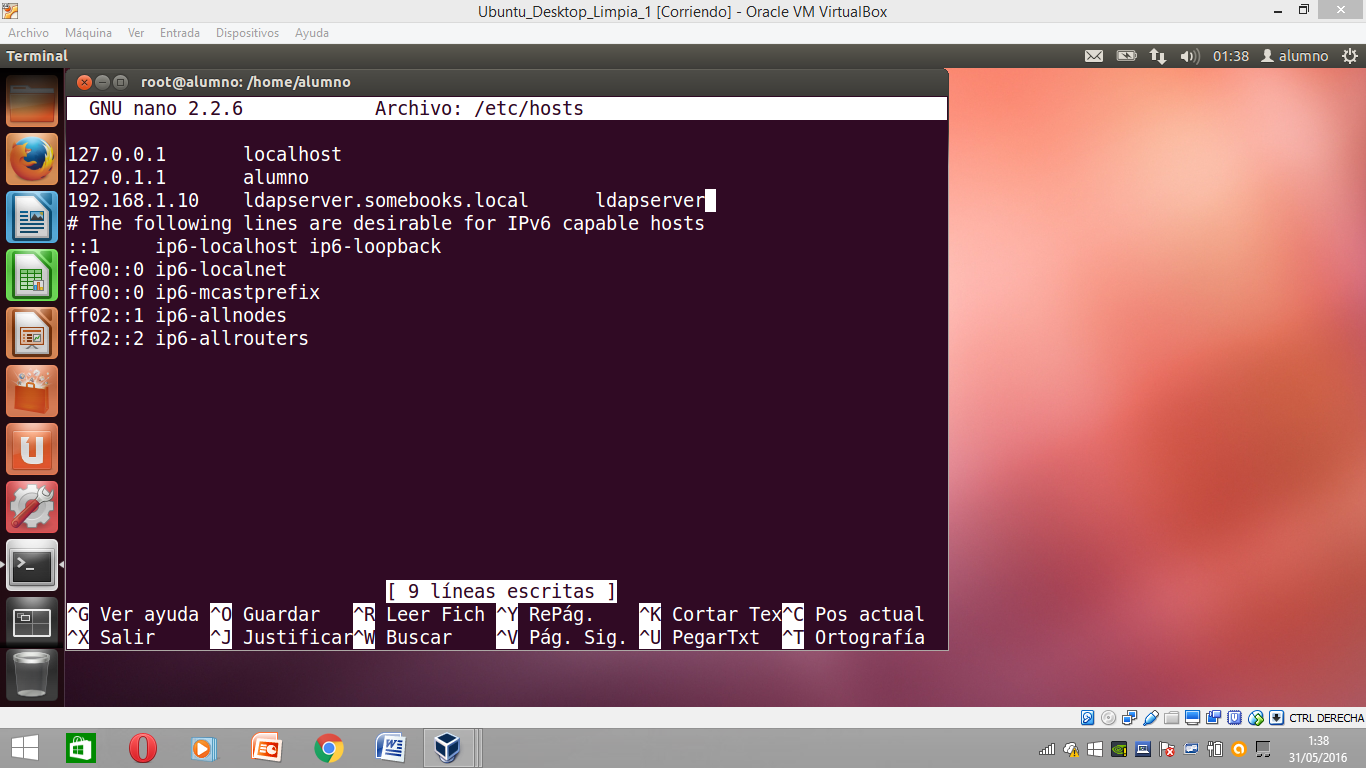 Ubuntu_Desktop_Limpia_1 [Corriendo] - Oracle VM VirtualBox
Archivo Máquina Ver Entrada Dispositivos Ayuda
Terminal 01:38 alumno
root@alumno: /home/alumno
GNU nano 2.2.6 Archivo: /etc/hosts
127.0.0.1 localhost
127.0.1.1 alumno
192.168.1.10 ldapserver.somebooks.local ldapserver
# The following lines are desirable for IPv6 capable hosts
::1 ip6-localhost ip6-loopback
fe00::0 ip6-localnet
ff00::0 ip6-mcastprefix
ff02::1 ip6-allnodes
ff02::2 ip6-allrouters
[ 9 líneas escritas ]
^G Ver ayuda ^O Guardar ^R Leer Fich ^Y RePág. ^K Cortar Tex^C Pos actual
^X Salir ^J Justificar^W Buscar ^V Pág. Sig. ^U PegarTxt ^T Ortografía
CTRL DERECHA
1:38
31/05/2016